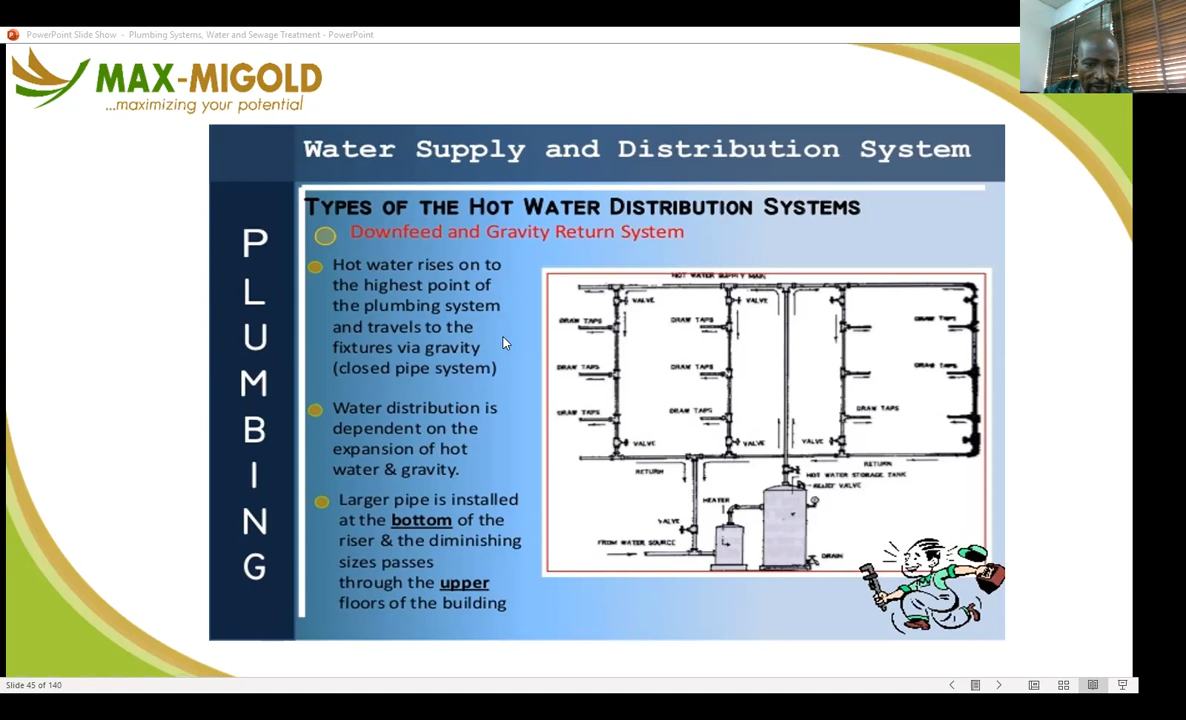 PowerPoint Slide Show - Plumbing Systems, Water and Sewage Treatment - PowerPoint
MAX-MIGOLD
...maximizing your potential
Water Supply and Distribution System
PLUMBING
TYPES OF THE HOT WATER DISTRIBUTION SYSTEMS
Downfeed and Gravity Return System
Hot water rises on to
the highest point of
the plumbing system
and travels to the
fixtures via gravity
(closed pipe system)
Water distribution is
dependent on the
expansion of hot
water & gravity.
Larger pipe is installed
at the bottom of the
riser & the diminishing
sizes passes
through the upper
floors of the building
HOT WATER SUPPLY MAIN
VALVE VALVE VALVE
DRAW TAPS DRAW TAPS DRAW TAPS
DRAW TAPS DRAW TAPS DRAW TAPS
DRAW TAPS DRAW TAPS DRAW TAPS
VALVE VALVE VALVE
RETURN RETURN
HOT WATER STORAGE TANK
RELIEF VALVE
HEATER
VALVE
FROM WATER SOURCE
DRAIN
Slide 45 of 140